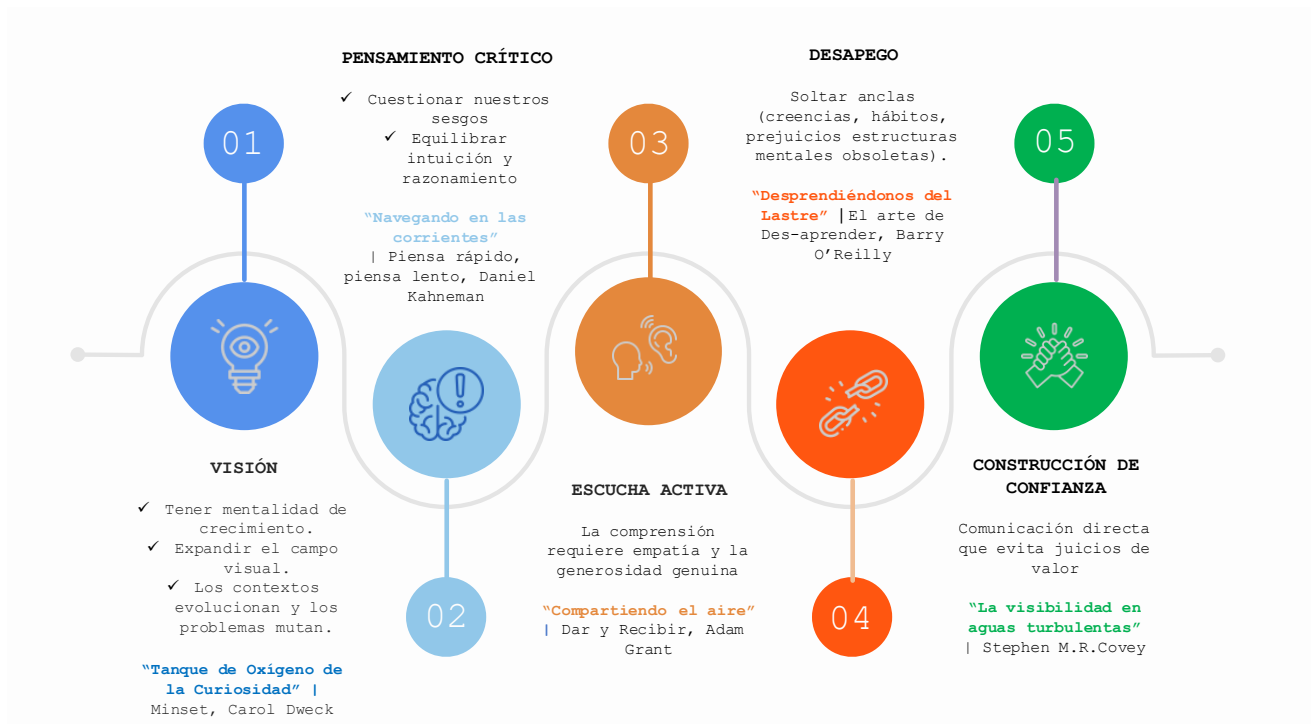 01
VISIÓN
✓ Tener mentalidad de
crecimiento.
✓ Expandir el campo
visual.
✓ Los contextos
evolucionan y los
problemas mutan.
“Tanque de Oxígeno de
la Curiosidad” |
Minset, Carol Dweck
PENSAMIENTO CRÍTICO
✓ Cuestionar nuestros
sesgos
✓ Equilibrar
intuición y
razonamiento
“Navegando en las
corrientes”
| Piensa rápido,
piensa lento, Daniel
Kahneman
02
03
ESCUCHA ACTIVA
La comprensión
requiere empatía y la
generosidad genuina
“Compartiendo el aire”
| Dar y Recibir, Adam
Grant
DESAPEGO
Soltar anclas
(creencias, hábitos,
prejuicios estructuras
mentales obsoletas).
“Desprendiéndonos del
Lastre” |El arte de
Des-aprender, Barry
O’Reilly
04
05
CONSTRUCCIÓN DE
CONFIANZA
Comunicación directa
que evita juicios de
valor
“La visibilidad en
aguas turbulentas”
| Stephen M.R.Covey